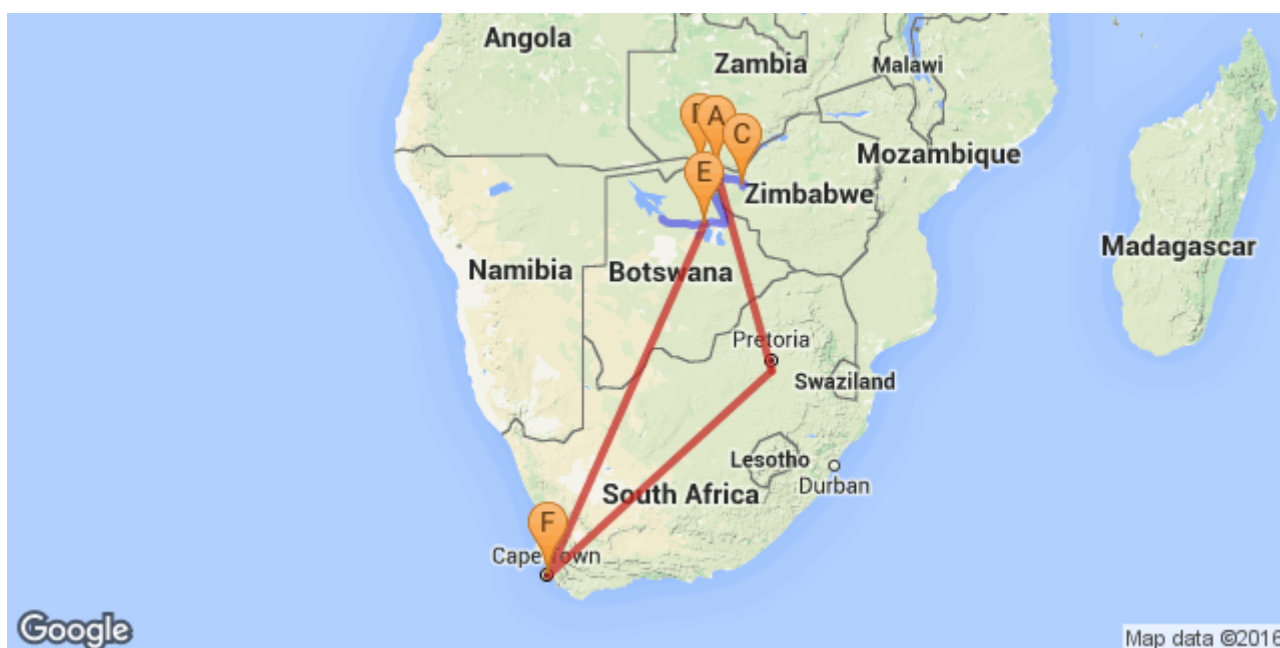 Angola
Zambia
Malawi
A
C
Mozambique
E
Zimbabwe
Madagascar
Namibia
Botswana
Pretoria
Swaziland
Lesotho
Durban
South Africa
F
Cape Town
Google
Map data ©2016